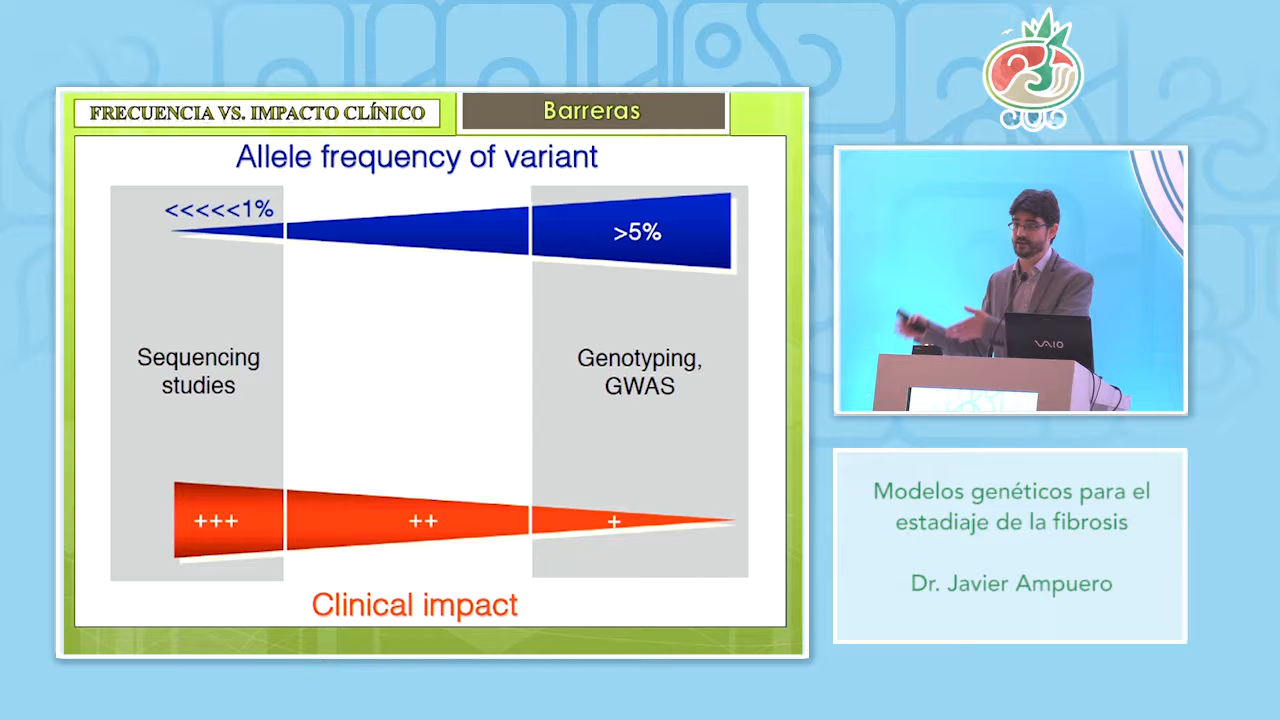 FRECUENCIA VS. IMPACTO CLÍNICO
Barreras
Allele frequency of variant
<<<<<1%
>5%
Sequencing
studies
Genotyping,
GWAS
+++
++
+
Clinical impact
VAIO
Modelos genéticos para el
estadiaje de la fibrosis
Dr. Javier Ampuero